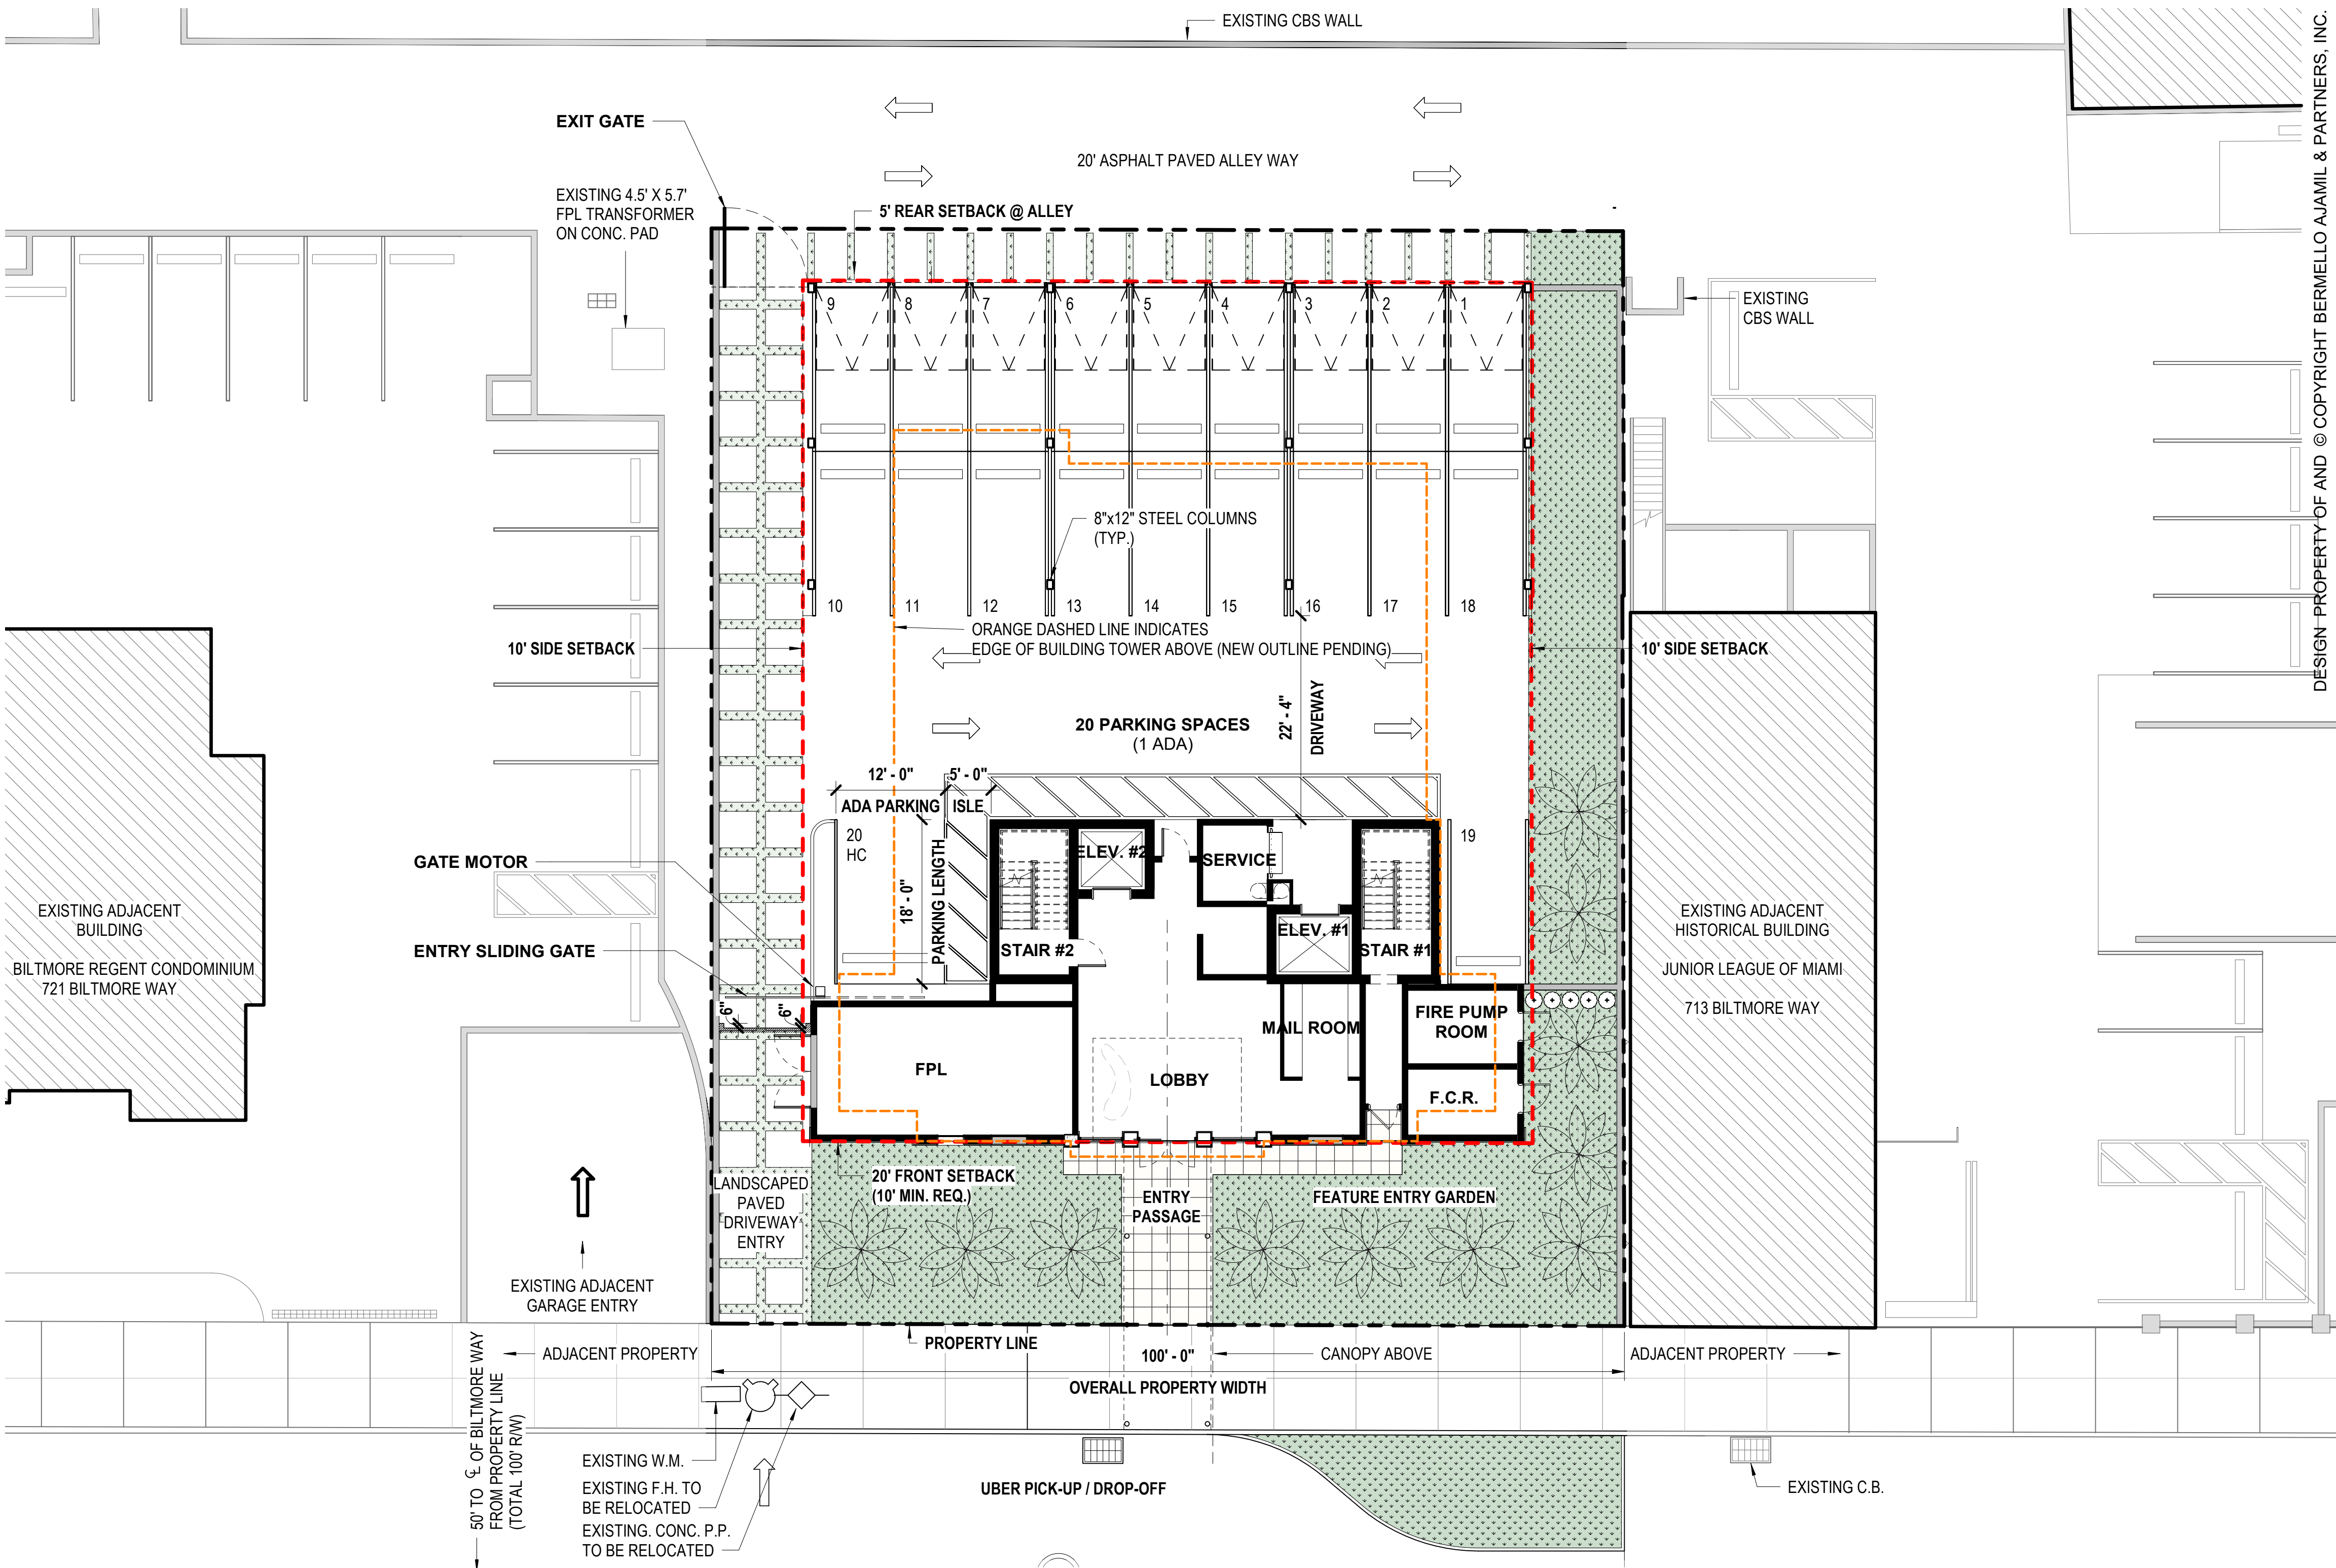 EXISTING CBS WALL
DESIGN PROPERTY OF AND © COPYRIGHT BERMELLO AJAMIL & PARTNERS, INC.
EXIT GATE
20' ASPHALT PAVED ALLEY WAY
EXISTING 4.5' X 5.7'
FPL TRANSFORMER
ON CONC. PAD
5' REAR SETBACK @ ALLEY
9
8
7
6
5
4
3
2
1
EXISTING
CBS WALL
8"x12" STEEL COLUMNS
(TYP.)
10
11
12
13
14
15
16
17
18
ORANGE DASHED LINE INDICATES
EDGE OF BUILDING TOWER ABOVE (NEW OUTLINE PENDING)
10' SIDE SETBACK
10' SIDE SETBACK
20 PARKING SPACES
(1 ADA)
22' - 4"
DRIVEWAY
12' - 0"
5' - 0"
ADA PARKING
ISLE
20
HC
18' - 0"
PARKING LENGTH
19
GATE MOTOR
ENTRY SLIDING GATE
ELEV. #2
SERVICE
STAIR #2
ELEV. #1
STAIR #1
EXISTING ADJACENT
BUILDING
BILTMORE REGENT CONDOMINIUM
721 BILTMORE WAY
EXISTING ADJACENT
HISTORICAL BUILDING
JUNIOR LEAGUE OF MIAMI
713 BILTMORE WAY
6"
6"
MAIL ROOM
FIRE PUMP
ROOM
FPL
LOBBY
F.C.R.
20' FRONT SETBACK
(10' MIN. REQ.)
LANDSCAPED
PAVED
DRIVEWAY
ENTRY
ENTRY
PASSAGE
FEATURE ENTRY GARDEN
EXISTING ADJACENT
GARAGE ENTRY
PROPERTY LINE
ADJACENT PROPERTY
100' - 0"
CANOPY ABOVE
ADJACENT PROPERTY
OVERALL PROPERTY WIDTH
50' TO ℄ OF BILTMORE WAY
FROM PROPERTY LINE
(TOTAL 100' R/W)
EXISTING W.M.
EXISTING F.H. TO
BE RELOCATED
EXISTING. CONC. P.P.
TO BE RELOCATED
UBER PICK-UP / DROP-OFF
EXISTING C.B.